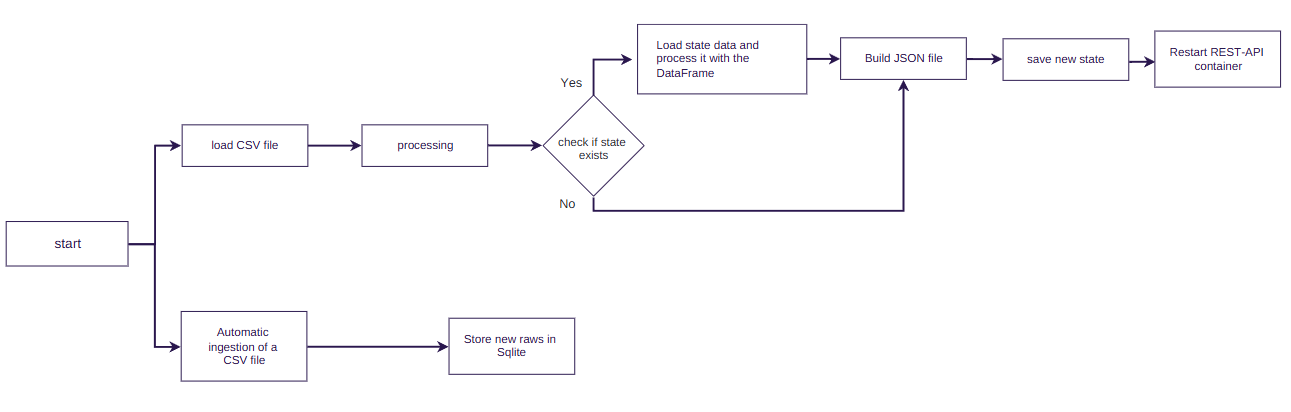 start
load CSV file
processing
check if state
exists
Yes
Load state data and
process it with the
DataFrame
Build JSON file
save new state
Restart REST-API
container
No
Automatic
ingestion of a
CSV file
Store new raws in
Sqlite